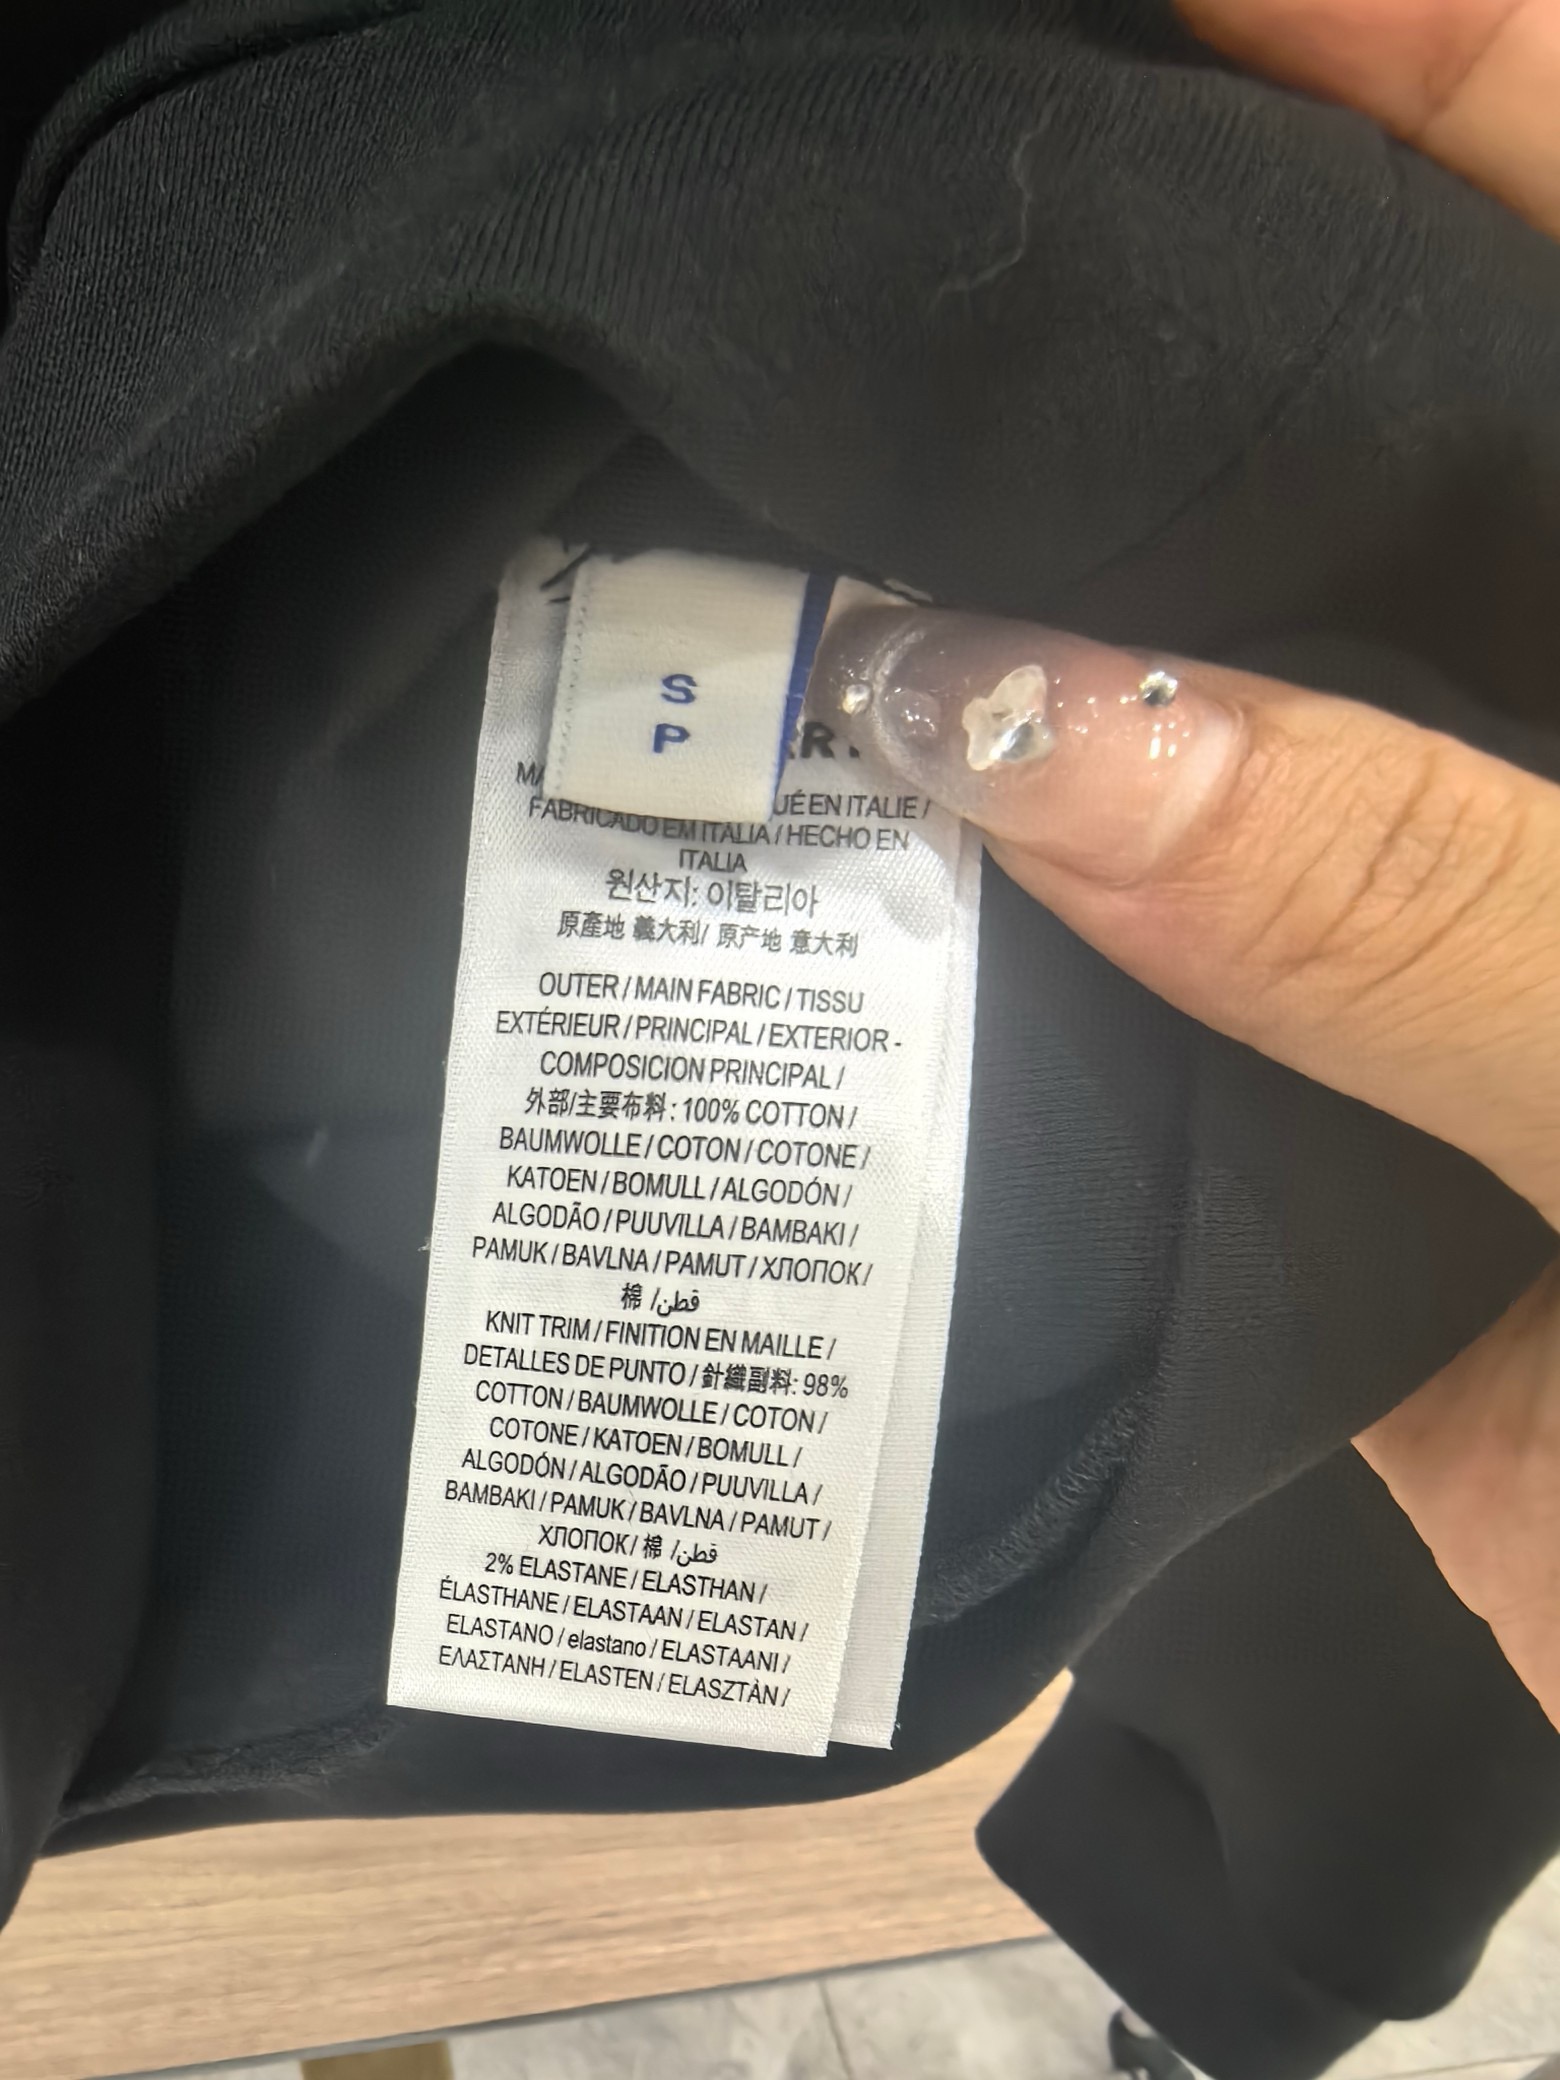 S
P
UÉ EN ITALIE /
FABRICADO EM ITALIA / HECHO EN
ITALIA
원산지: 이탈리아
原產地 義大利/ 原产地 意大利
OUTER / MAIN FABRIC / TISSU
EXTÉRIEUR / PRINCIPAL / EXTERIOR -
COMPOSICION PRINCIPAL /
外部/主要布料: 100% COTTON /
BAUMWOLLE / COTON / COTONE /
KATOEN / BOMULL / ALGODÓN /
ALGODÃO / PUUVILLA / BAMBAKI /
PAMUK / BAVLNA / PAMUT / ХЛОПОК /
棉 /قطن
KNIT TRIM / FINITION EN MAILLE /
DETALLES DE PUNTO / 針織副料: 98%
COTTON / BAUMWOLLE / COTON /
COTONE / KATOEN / BOMULL /
ALGODÓN / ALGODÃO / PUUVILLA /
BAMBAKI / PAMUK / BAVLNA / PAMUT /
ХЛОПОК / 棉 /قطن
2% ELASTANE / ELASTHAN /
ÉLASTHANE / ELASTAAN / ELASTAN /
ELASTANO / elastano / ELASTAANI /
ΕΛΑΣΤΑΝΗ / ELASTEN / ELASZTÀN /